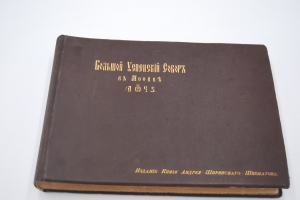 Большой Успенскій Соборъ
въ Москвѣ
Изданіе Князя Андрея Ширинскаго Шихматова